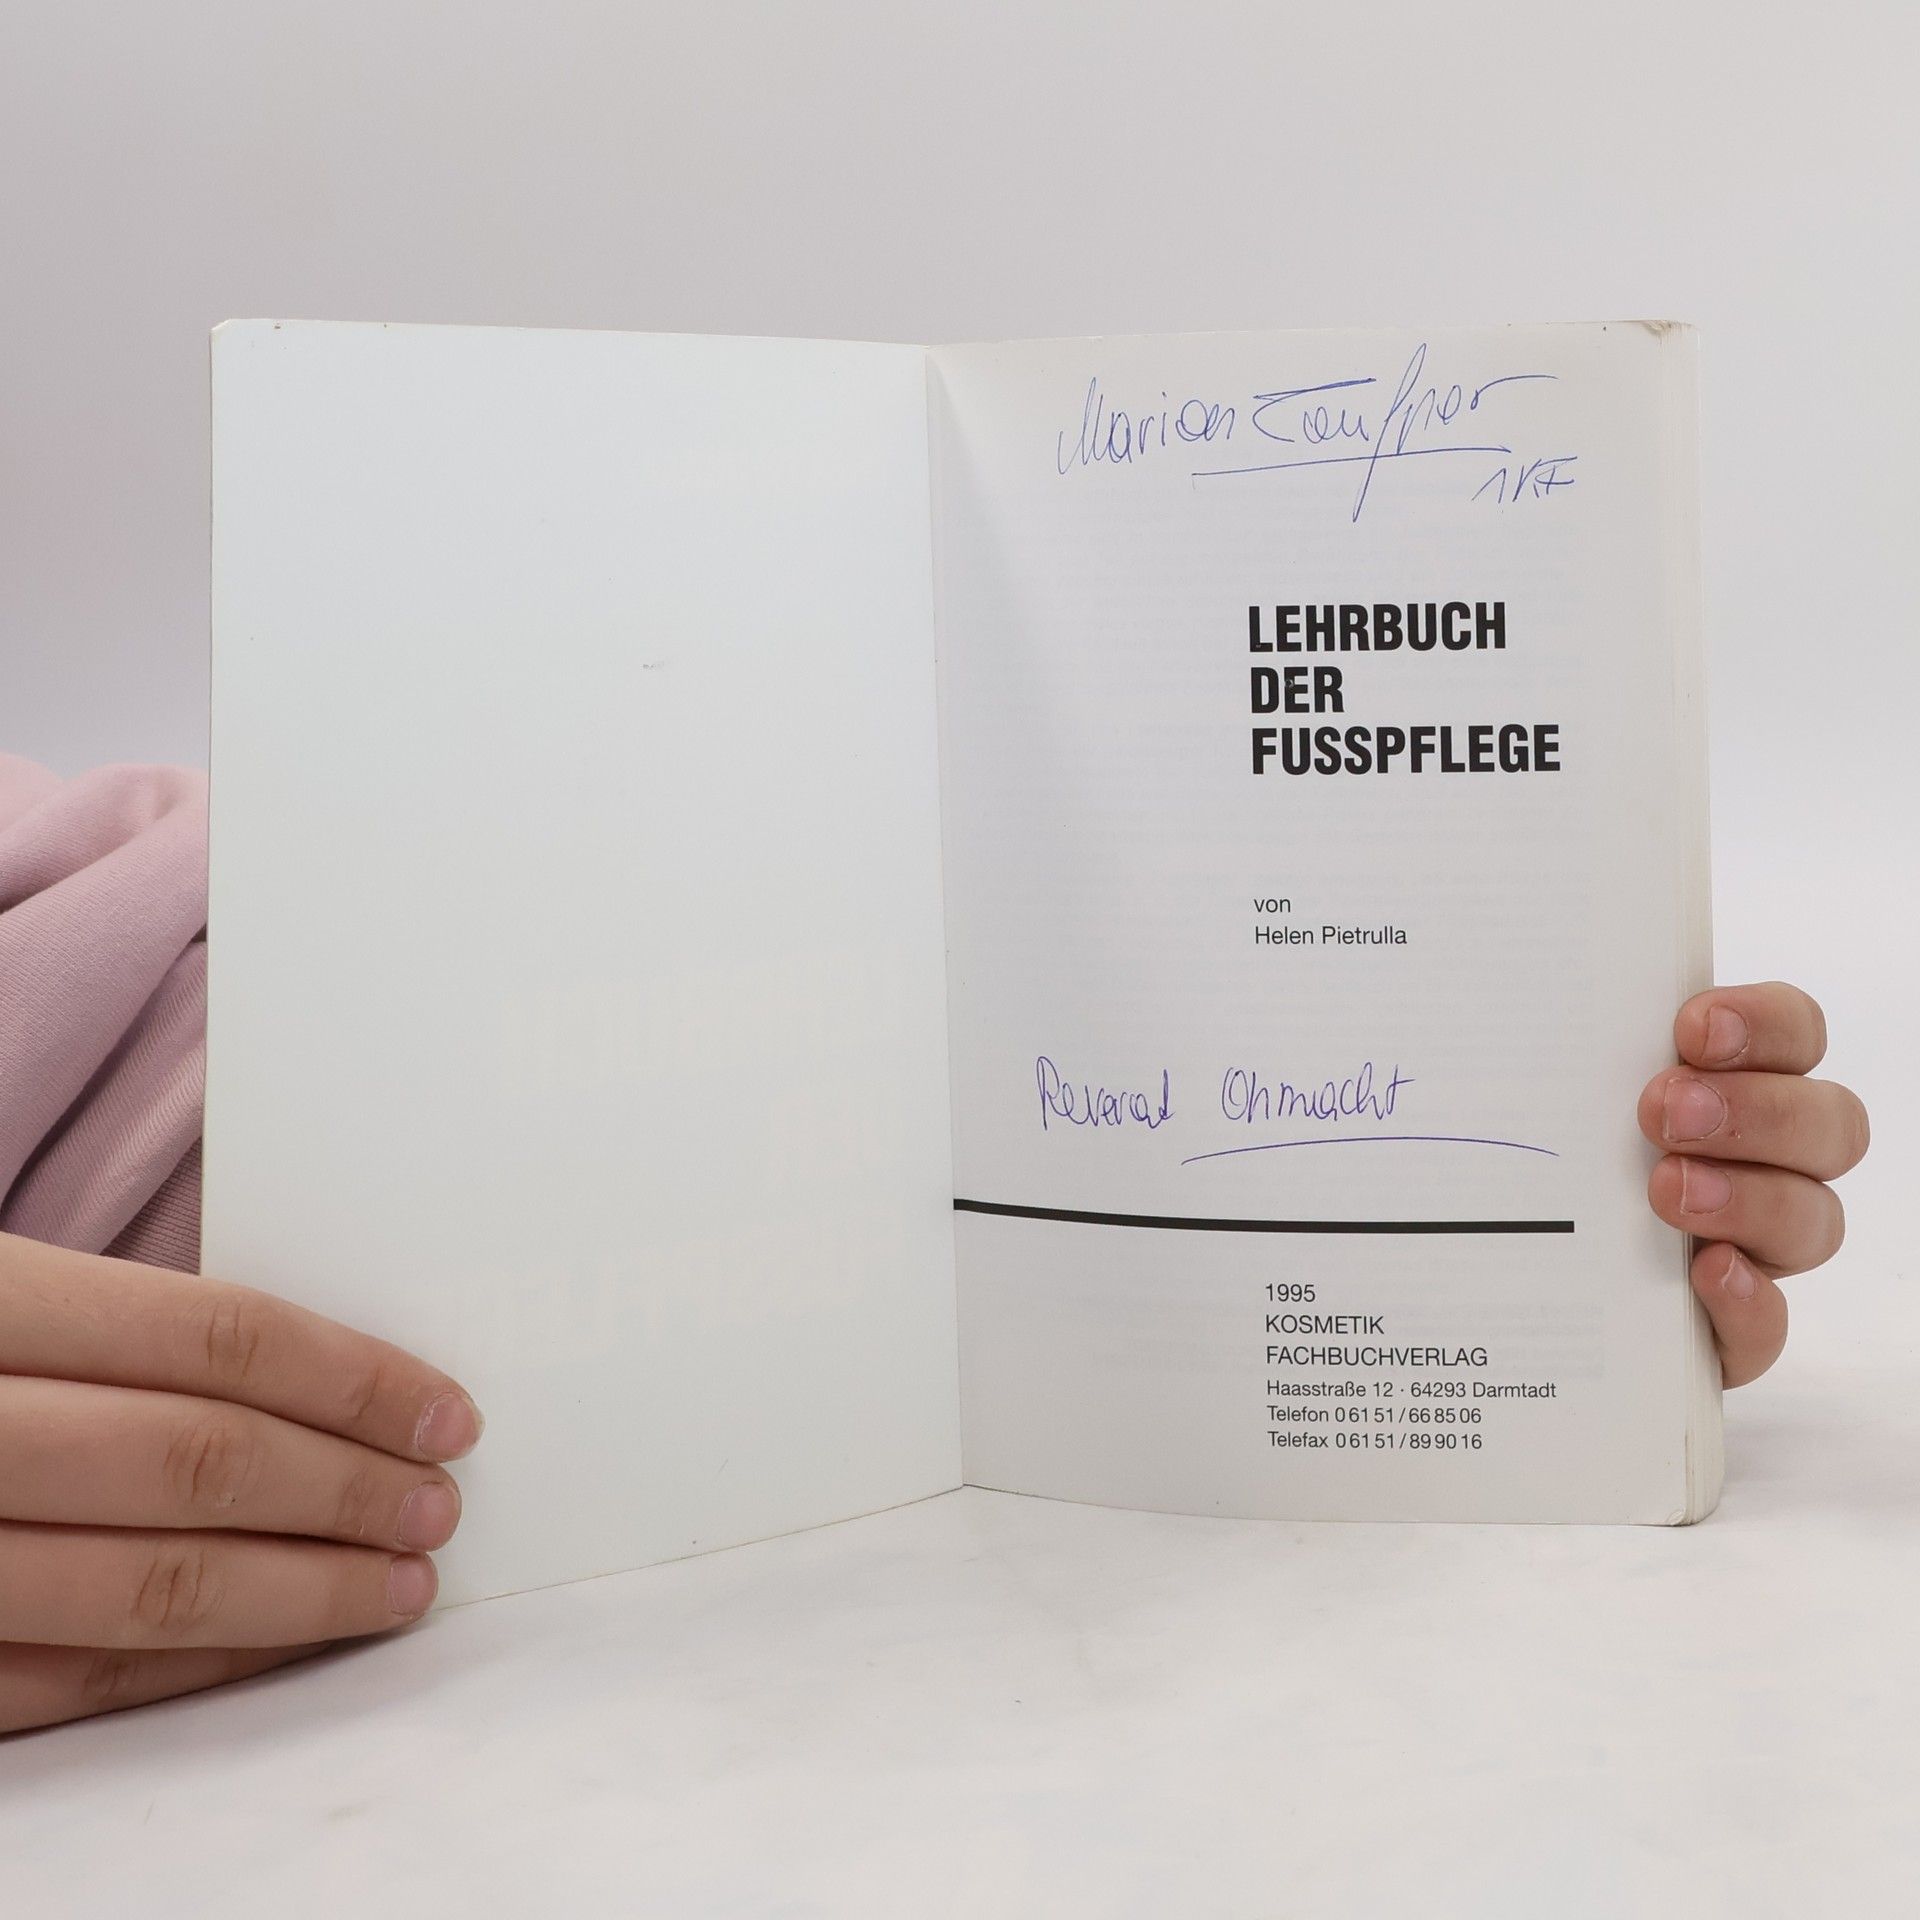 1VF
LEHRBUCH
DER
FUSSPFLEGE
von
Helen Pietrulla
Ohnmacht
1995
KOSMETIK
FACHBUCHVERLAG
Haasstraße 12 · 64293 Darmtadt
Telefon 0 61 51 / 66 85 06
Telefax 0 61 51 / 89 90 16